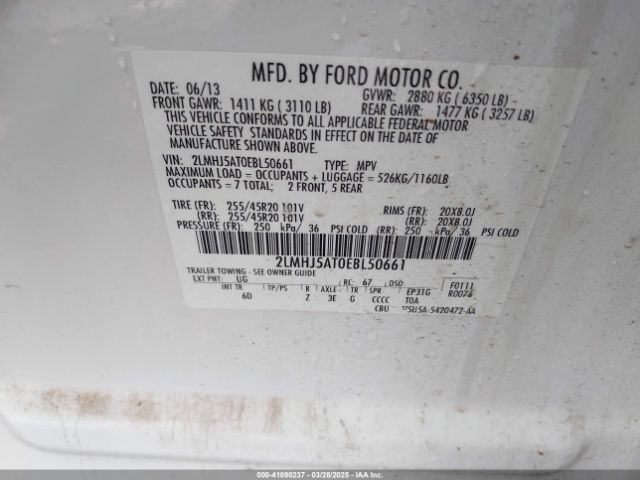 MFD. BY FORD MOTOR CO.
DATE: 06/13 GVWR: 2880 KG ( 6350 LB)
FRONT GAWR: 1411 KG ( 3110 LB) REAR GAWR: 1477 KG ( 3257 LB)
THIS VEHICLE CONFORMS TO ALL APPLICABLE FEDERAL MOTOR
VEHICLE SAFETY STANDARDS IN EFFECT ON THE DATE OF
MANUFACTURE SHOWN ABOVE.
VIN: 2LMHJ5AT0EBL50661 TYPE: MPV
MAXIMUM LOAD = OCCUPANTS + LUGGAGE = 526KG/1160LB
OCCUPANTS = 7 TOTAL; 2 FRONT, 5 REAR
TIRE (FR): 255/45R20 101V RIMS (FR): 20X8.0J
(RR): 255/45R20 101V (RR): 20X8.0J
PRESSURE (FR): 250 kPa/ 36 PSI COLD (RR): 250 kPa/ 36 PSI COLD
2LMHJ5AT0EBL50661
TRAILER TOWING - SEE OWNER GUIDE
EXT PNT: UG RC: 67 DSO: F0111
INT TR TP/PS R AXLE TR SPR EP31G R0076
6D Z 3E G CCCC T0A
CBU 5420472-AA
000-41898237 - 03/28/2025 - IAAI.CA